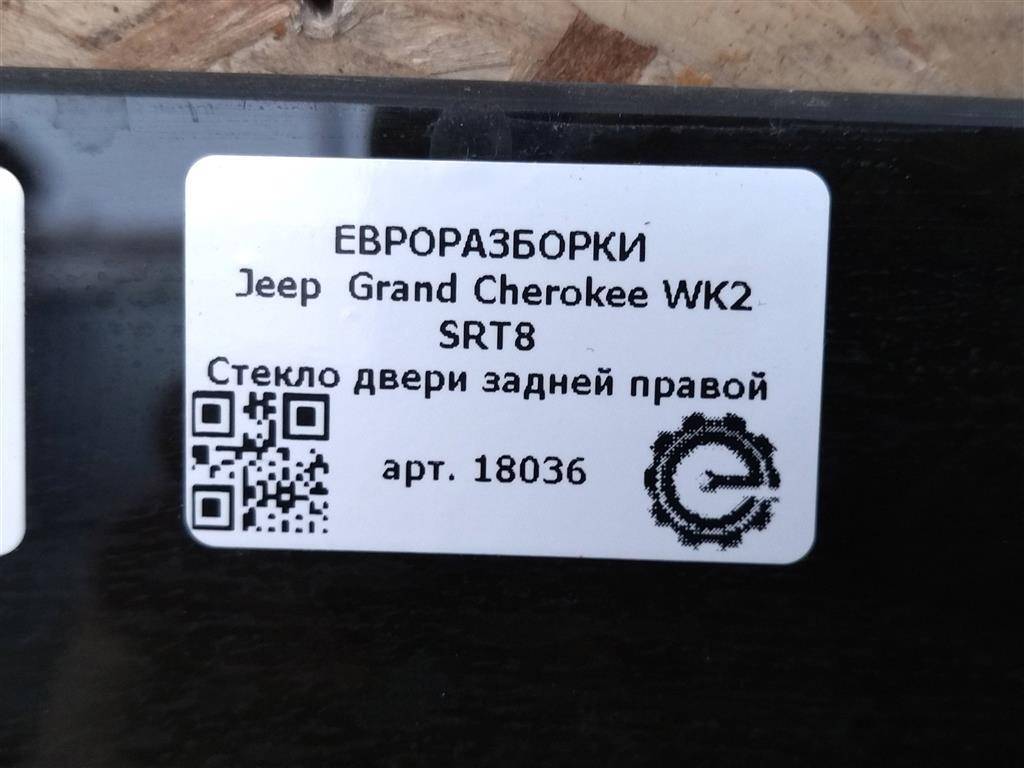 ЕВРОРАЗБОРКИ
Jeep Grand Cherokee WK2
SRT8
Стекло двери задней правой
арт. 18036